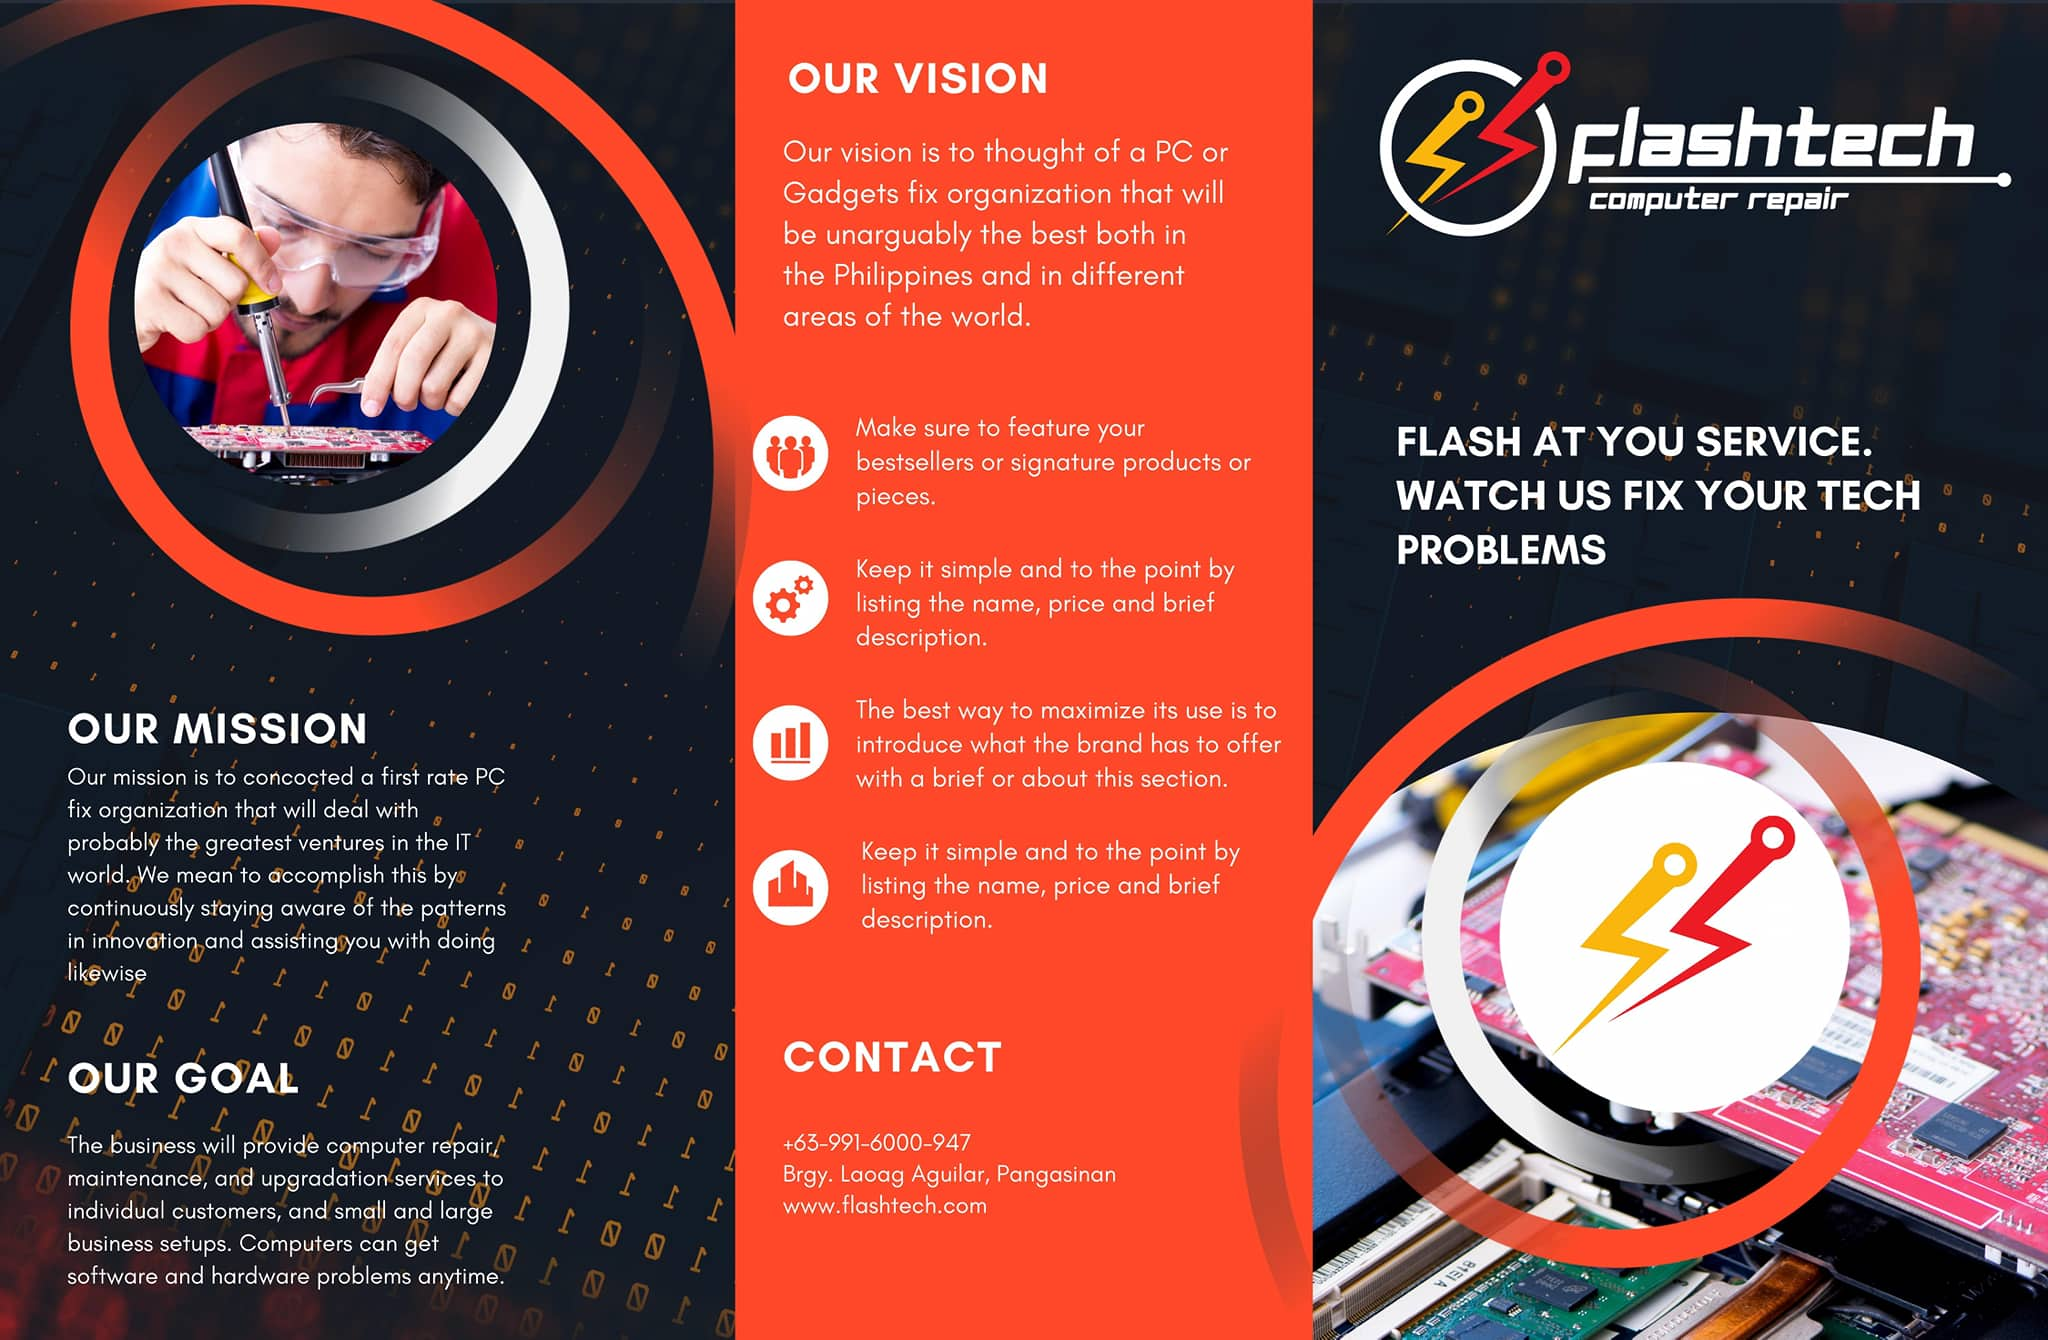 OUR MISSION
Our mission is to concocted a first rate PC
fix organization that will deal with
probably the greatest ventures in the IT
world. We mean to accomplish this by
continuously staying aware of the patterns
in innovation and assisting you with doing
likewise
OUR GOAL
The business will provide computer repair,
maintenance, and upgradation services to
individual customers, and small and large
business setups. Computers can get
software and hardware problems anytime.
OUR VISION
Our vision is to thought of a PC or
Gadgets fix organization that will
be unarguably the best both in
the Philippines and in different
areas of the world.
Make sure to feature your
bestsellers or signature products or
pieces.
Keep it simple and to the point by
listing the name, price and brief
description.
The best way to maximize its use is to
introduce what the brand has to offer
with a brief or about this section.
Keep it simple and to the point by
listing the name, price and brief
description.
CONTACT
+63-991-6000-947
Brgy. Laoag Aguilar, Pangasinan
www.flashtech.com
flashtech
computer repair
FLASH AT YOU SERVICE.
WATCH US FIX YOUR TECH
PROBLEMS